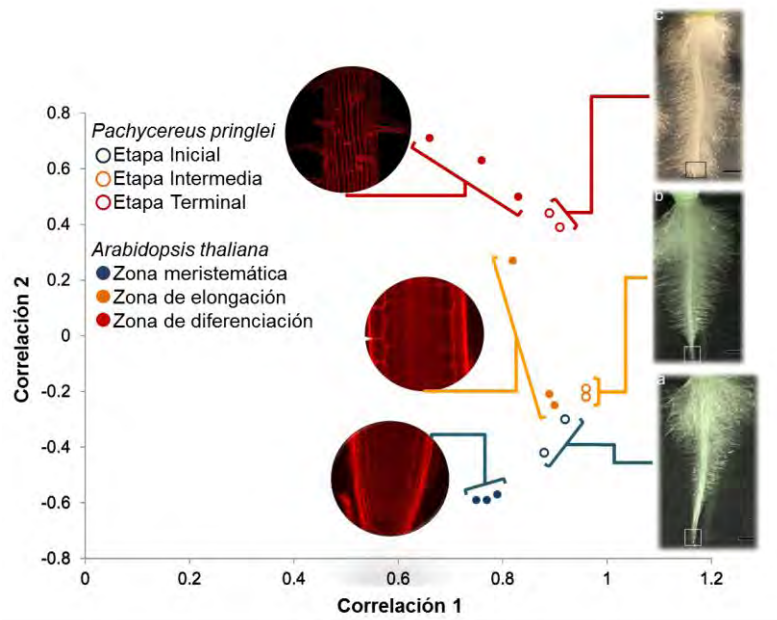 c
0.8
0.6
0.4
0.2
0
-0.2
-0.4
-0.6
-0.8
Correlación 2
Pachycereus pringlei
Etapa Inicial
Etapa Intermedia
Etapa Terminal
Arabidopsis thaliana
Zona meristemática
Zona de elongación
Zona de diferenciación
b
a
0 0.2 0.4 0.6 0.8 1 1.2
Correlación 1